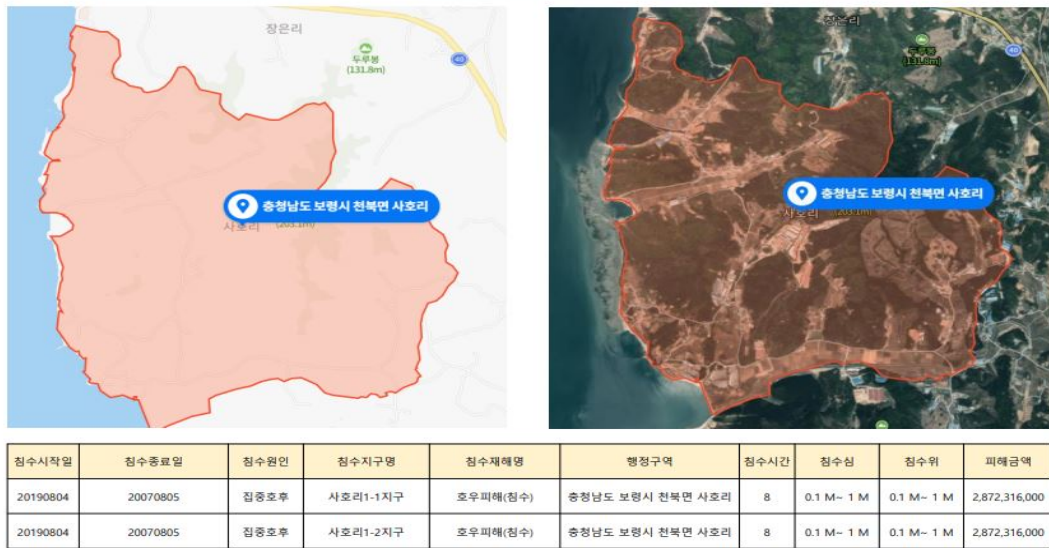 장은리
두루봉
(131.8m)
40
충청남도 보령시 천북면 사호리
사호리
(203.1m)
장은리
두루봉
(131.8m)
40
충청남도 보령시 천북면 사호리
사호리
(203.1m)
침수시작일 침수종료일 침수원인 침수지구명 침수재해명 행정구역 침수시간 침수심 침수위 피해금액
20190804 20070805 집중호후 사호리1-1지구 호우피해(침수) 충청남도 보령시 천북면 사호리 8 0.1 M~ 1 M 0.1 M~ 1 M 2,872,316,000
20190804 20070805 집중호후 사호리1-2지구 호우피해(침수) 충청남도 보령시 천북면 사호리 8 0.1 M~ 1 M 0.1 M~ 1 M 2,872,316,000